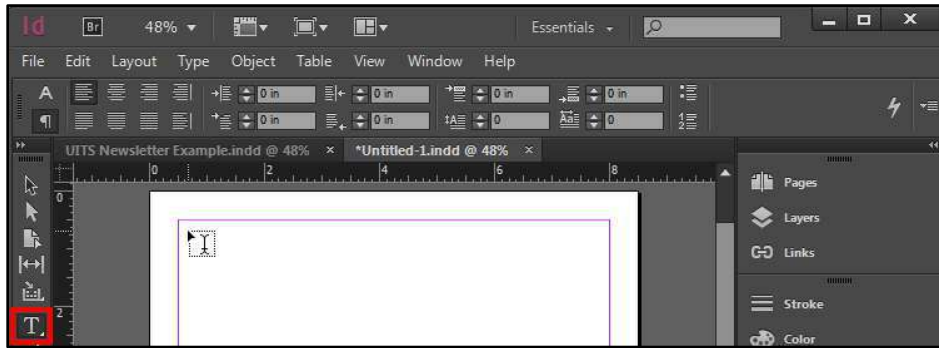 Id Br 48% Essentials
File Edit Layout Type Object Table View Window Help
A 0 in 0 in 0 in 0 in
¶ 0 in 0 in 0 0
UITS Newsletter Example.indd @ 48% × *Untitled-1.indd @ 48% ×
0 2 4 6 8
0
Pages
Layers
Links
Stroke
2
T
Color